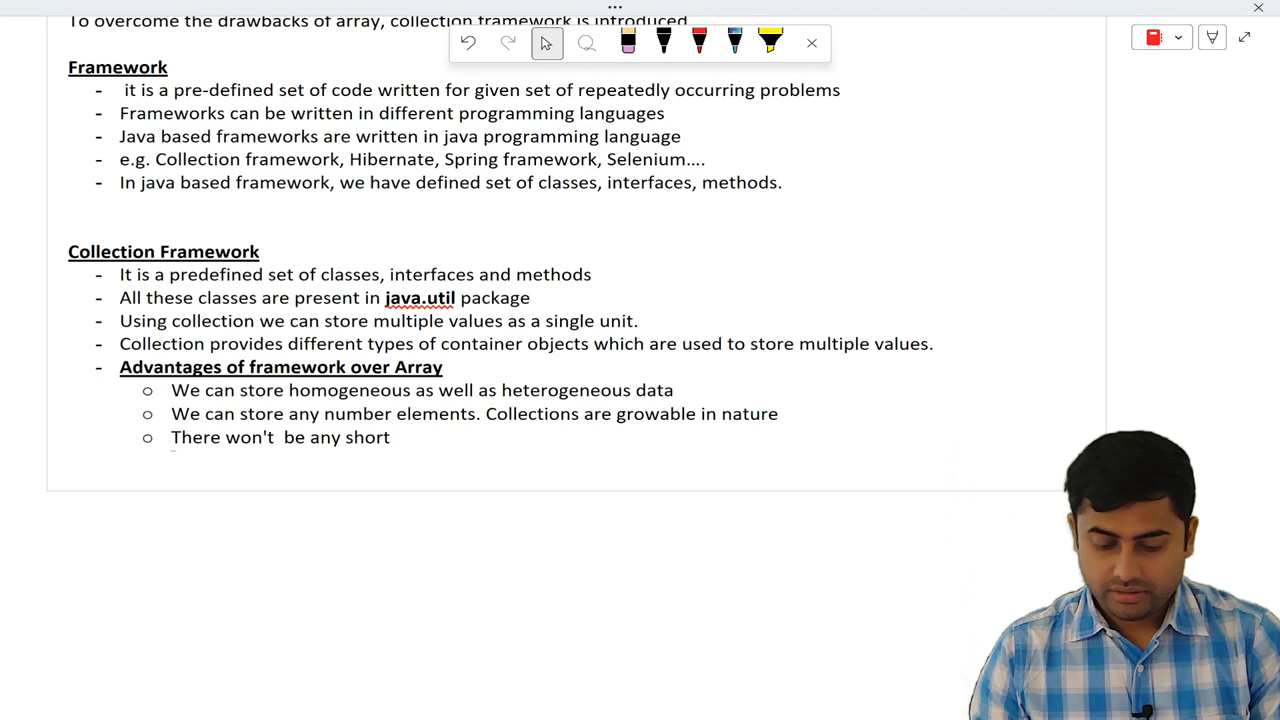 To overcome the drawbacks of array, collection framework is introduced
Framework
- it is a pre-defined set of code written for given set of repeatedly occurring problems
- Frameworks can be written in different programming languages
- Java based frameworks are written in java programming language
- e.g. Collection framework, Hibernate, Spring framework, Selenium....
- In java based framework, we have defined set of classes, interfaces, methods.
Collection Framework
- It is a predefined set of classes, interfaces and methods
- All these classes are present in java.util package
- Using collection we can store multiple values as a single unit.
- Collection provides different types of container objects which are used to store multiple values.
- Advantages of framework over Array
o We can store homogeneous as well as heterogeneous data
o We can store any number elements. Collections are growable in nature
o There won't  be any short